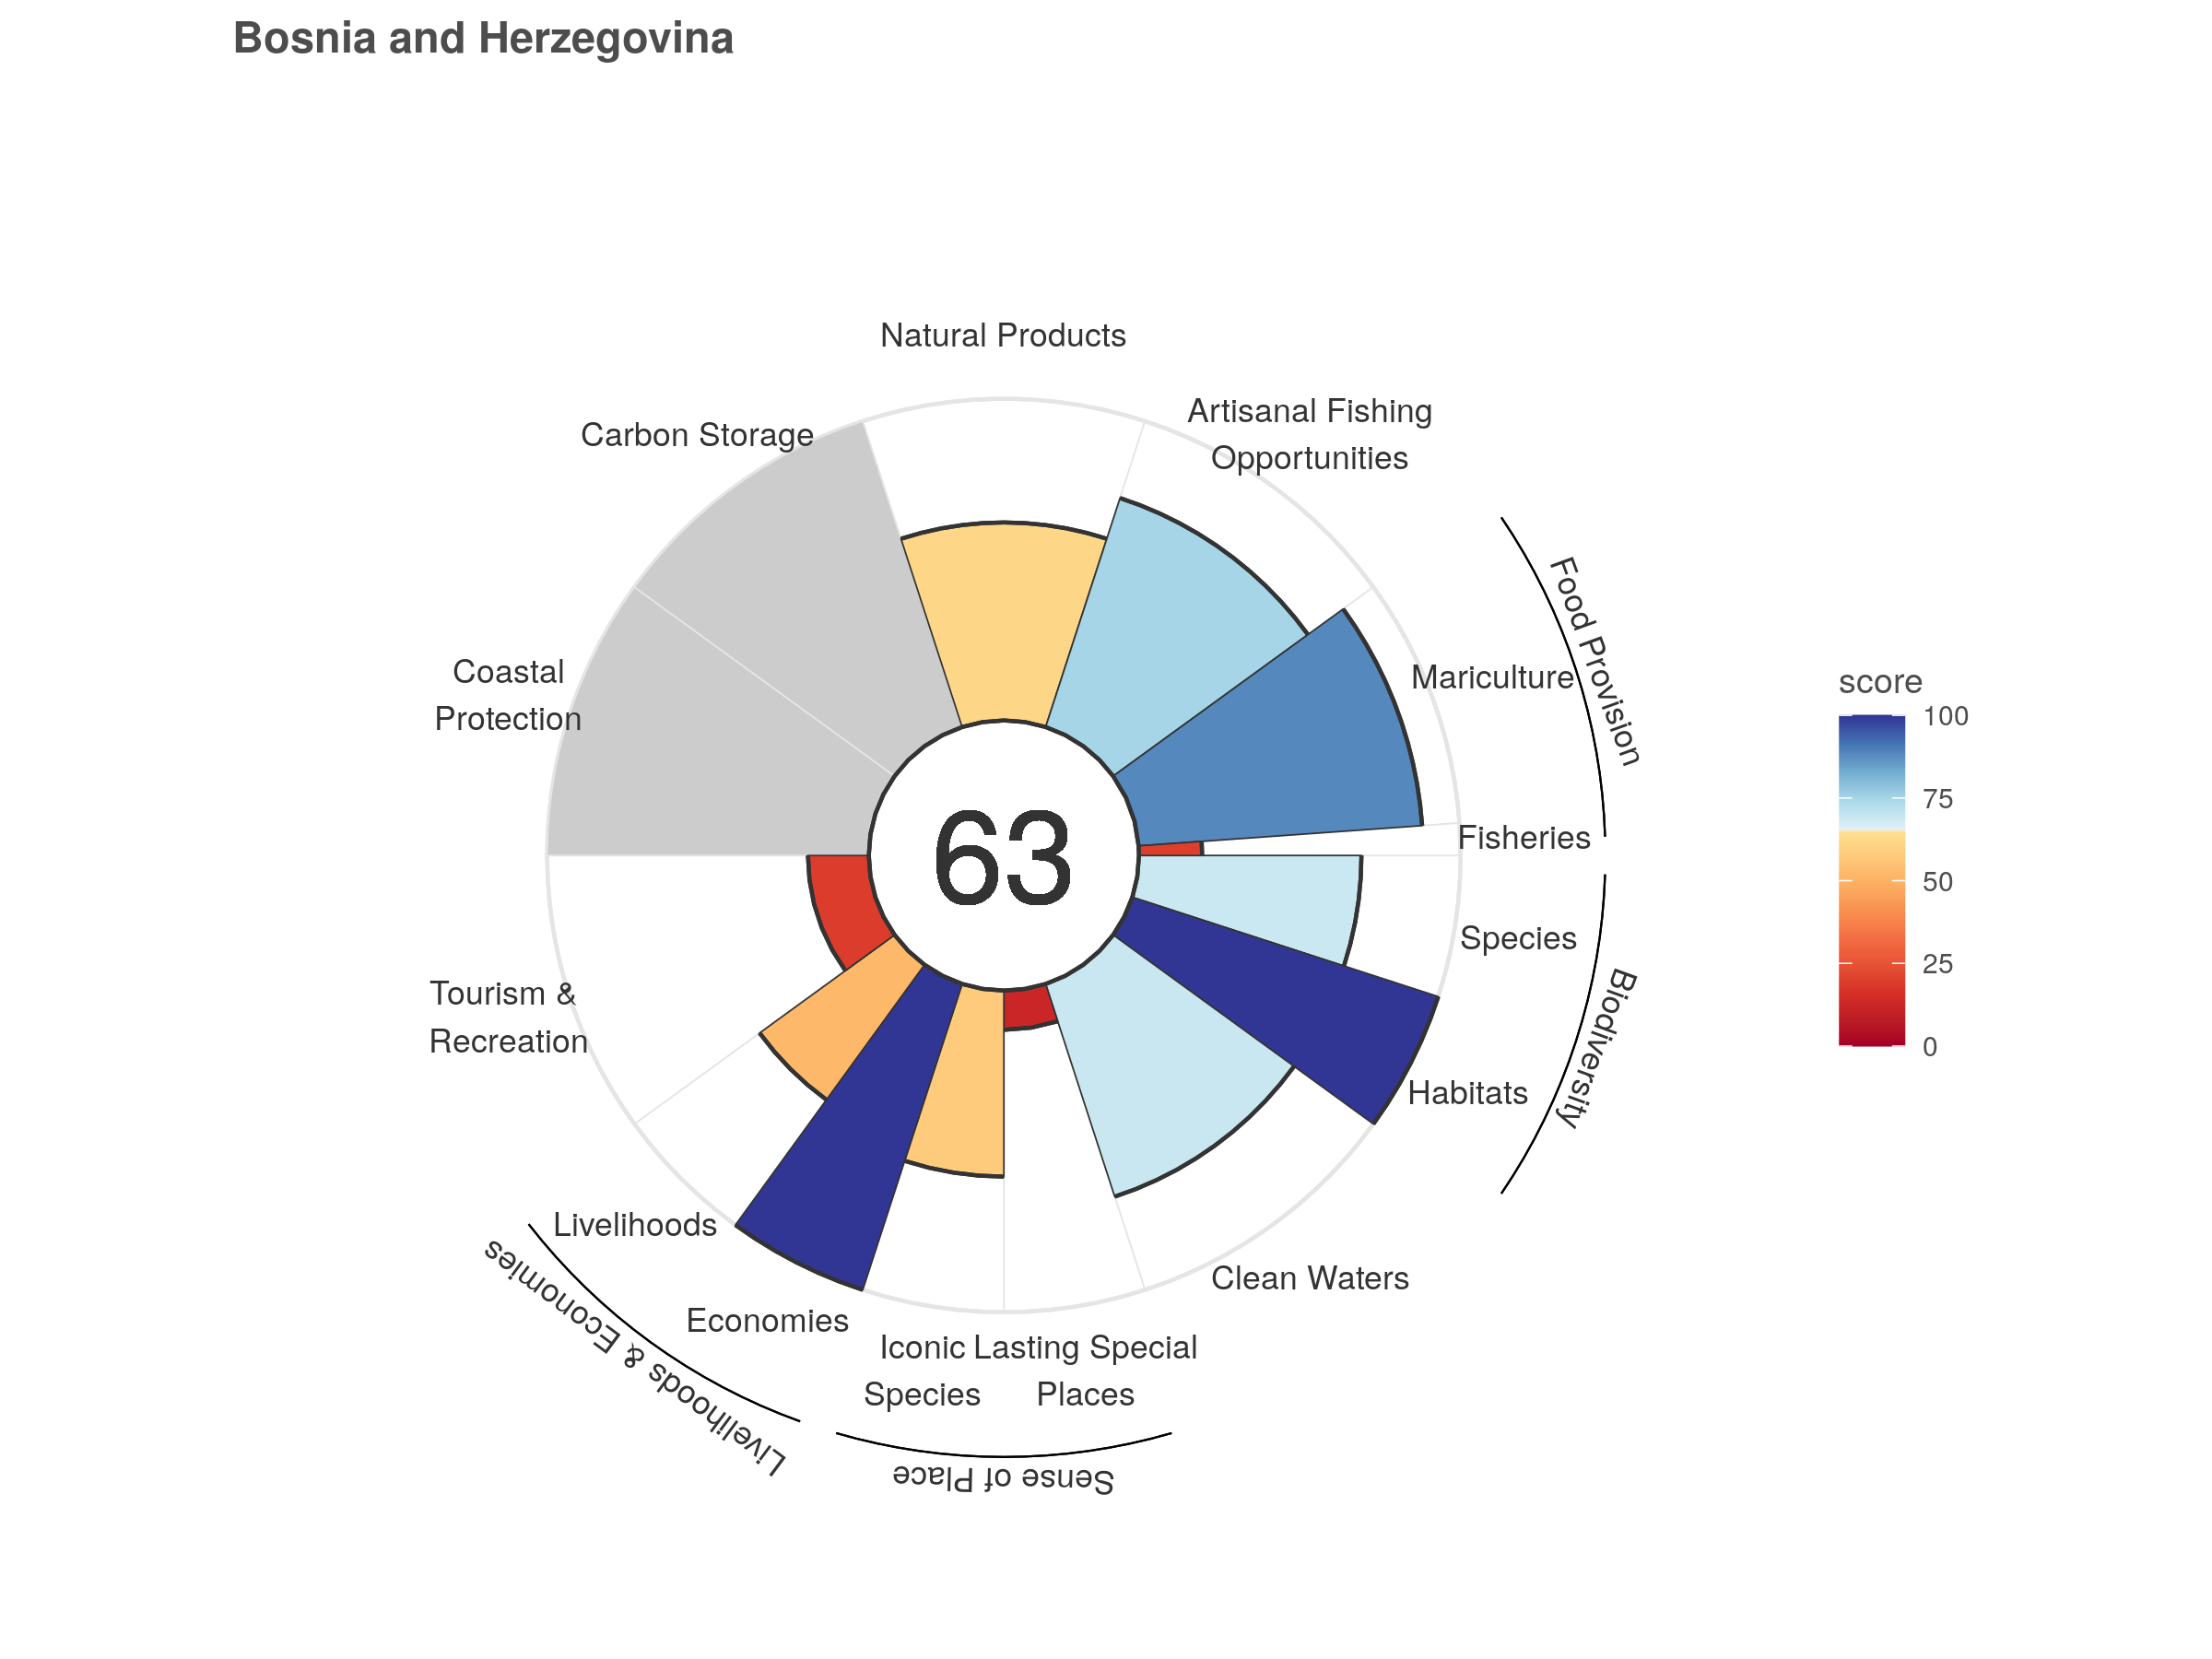 Bosnia and Herzegovina
Natural Products
Artisanal Fishing
Opportunities
Carbon Storage
Food Provision
Coastal
Protection
Mariculture
score
100
75
50
25
0
63
Fisheries
Species
Biodiversity
Tourism &
Recreation
Habitats
Livelihoods
Clean Waters
Livelihoods & Economies
Economies
Iconic
Species
Lasting Special
Places
Sense of Place